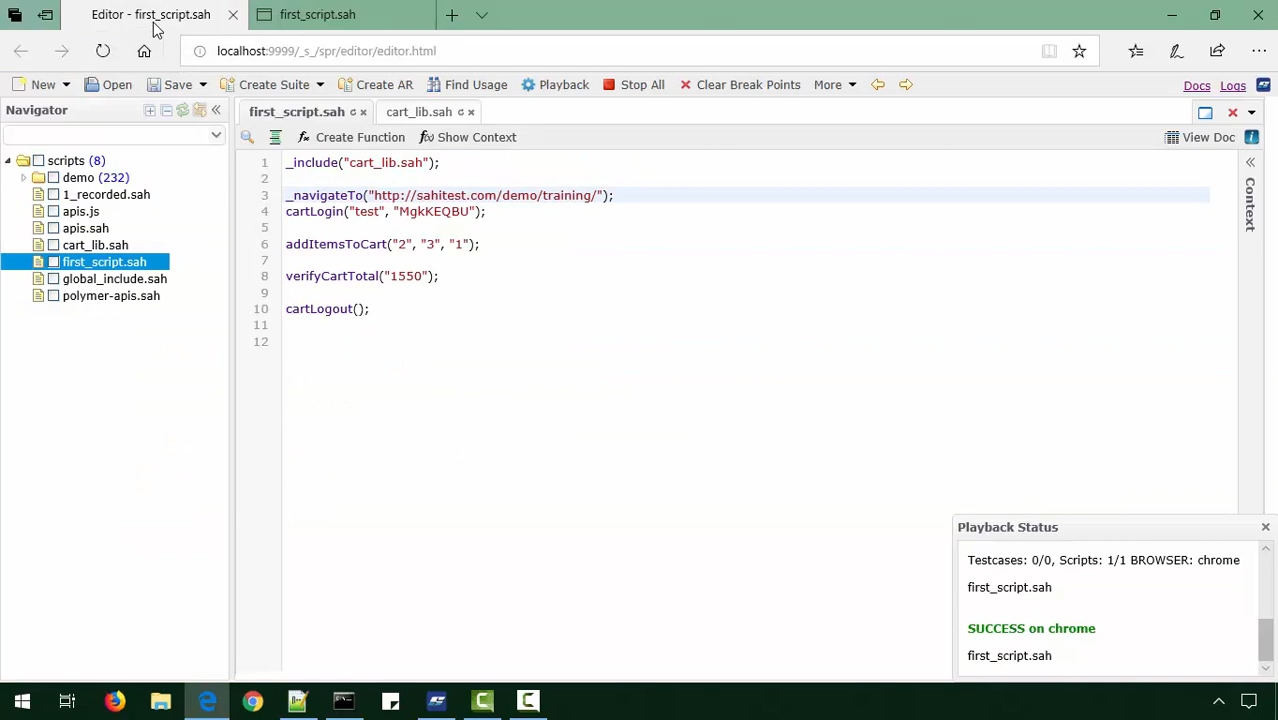 Editor - first_script.sah
first_script.sah
localhost:9999/_s_/spr/editor/editor.html
New
Open
Save
Create Suite
Create AR
Find Usage
Playback
Stop All
Clear Break Points
More
Docs
Logs
Navigator
first_script.sah
cart_lib.sah
Create Function
Show Context
View Doc
scripts (8)
demo (232)
1_recorded.sah
apis.js
apis.sah
cart_lib.sah
first_script.sah
global_include.sah
polymer-apis.sah
1 _include("cart_lib.sah");
2
3 _navigateTo("http://sahitest.com/demo/training/");
4 cartLogin("test", "MgkKEQBU");
5
6 addItemsToCart("2", "3", "1");
7
8 verifyCartTotal("1550");
9
10 cartLogout();
11
12
Context
Playback Status
Testcases: 0/0, Scripts: 1/1 BROWSER: chrome
first_script.sah
SUCCESS on chrome
first_script.sah